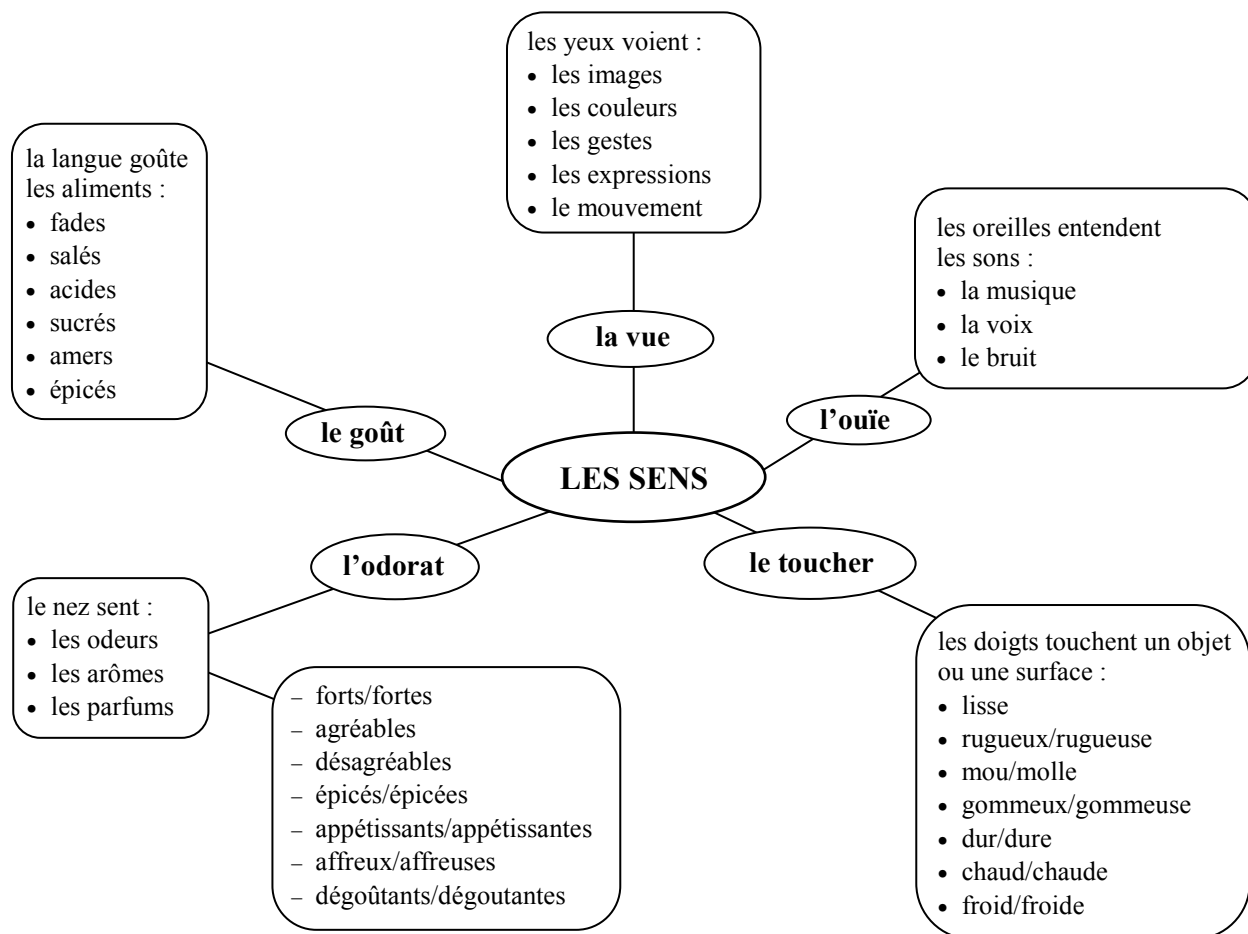 les yeux voient :
• les images
• les couleurs
• les gestes
• les expressions
• le mouvement
la langue goûte
les aliments :
• fades
• salés
• acides
• sucrés
• amers
• épicés
les oreilles entendent
les sons :
• la musique
• la voix
• le bruit
la vue
l'ouïe
le goût
LES SENS
l'odorat
le toucher
le nez sent :
• les odeurs
• les arômes
• les parfums
– forts/fortes
– agréables
– désagréables
– épicés/épicées
– appétissants/appétissantes
– affreux/affreuses
– dégoûtants/dégoutantes
les doigts touchent un objet
ou une surface :
• lisse
• rugueux/rugueuse
• mou/molle
• gommeux/gommeuse
• dur/dure
• chaud/chaude
• froid/froide